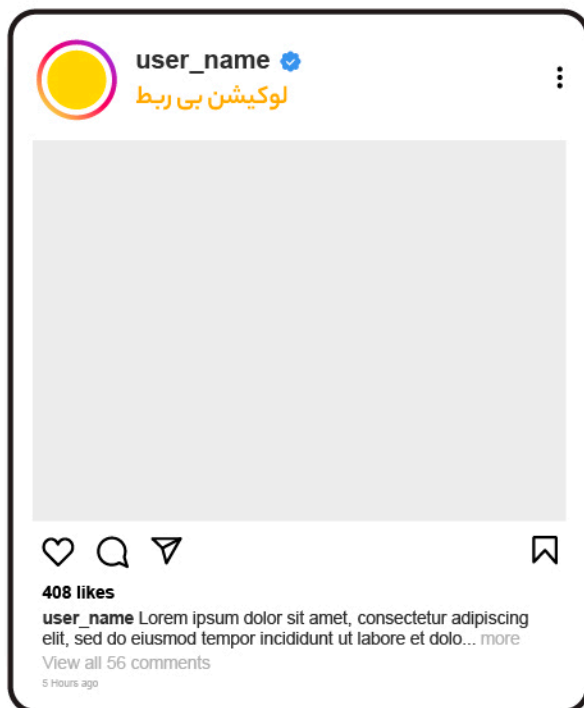 user_name
لوکیشن بی ربط
408 likes
user_name Lorem ipsum dolor sit amet, consectetur adipiscing
elit, sed do eiusmod tempor incididunt ut labore et dolo... more
View all 56 comments
5 Hours ago